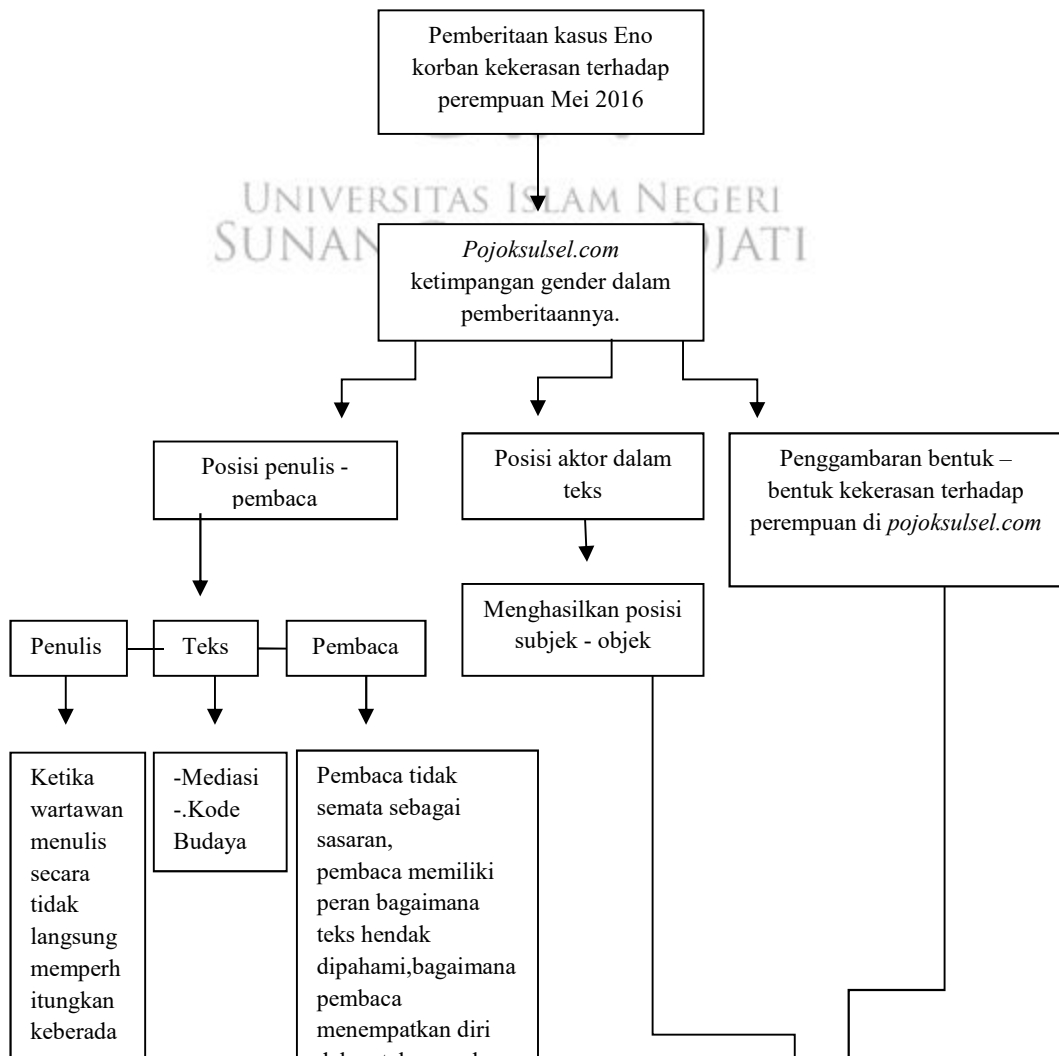 Pemberitaan kasus Eno
korban kekerasan terhadap
perempuan Mei 2016
UNIVERSITAS ISLAM NEGERI
SUNAN
DJATI
Pojoksulsel.com
ketimpangan gender dalam
pemberitaannya.
Posisi penulis -
pembaca
Posisi aktor dalam
teks
Penggambaran bentuk –
bentuk kekerasan terhadap
perempuan di pojoksulsel.com
Menghasilkan posisi
subjek - objek
Penulis
Teks
Pembaca
Ketika
wartawan
menulis
secara
tidak
langsung
memperh
itungkan
keberada
-Mediasi
-.Kode
Budaya
Pembaca tidak
semata sebagai
sasaran,
pembaca memiliki
peran bagaimana
teks hendak
dipahami,bagaimana
pembaca
menempatkan diri